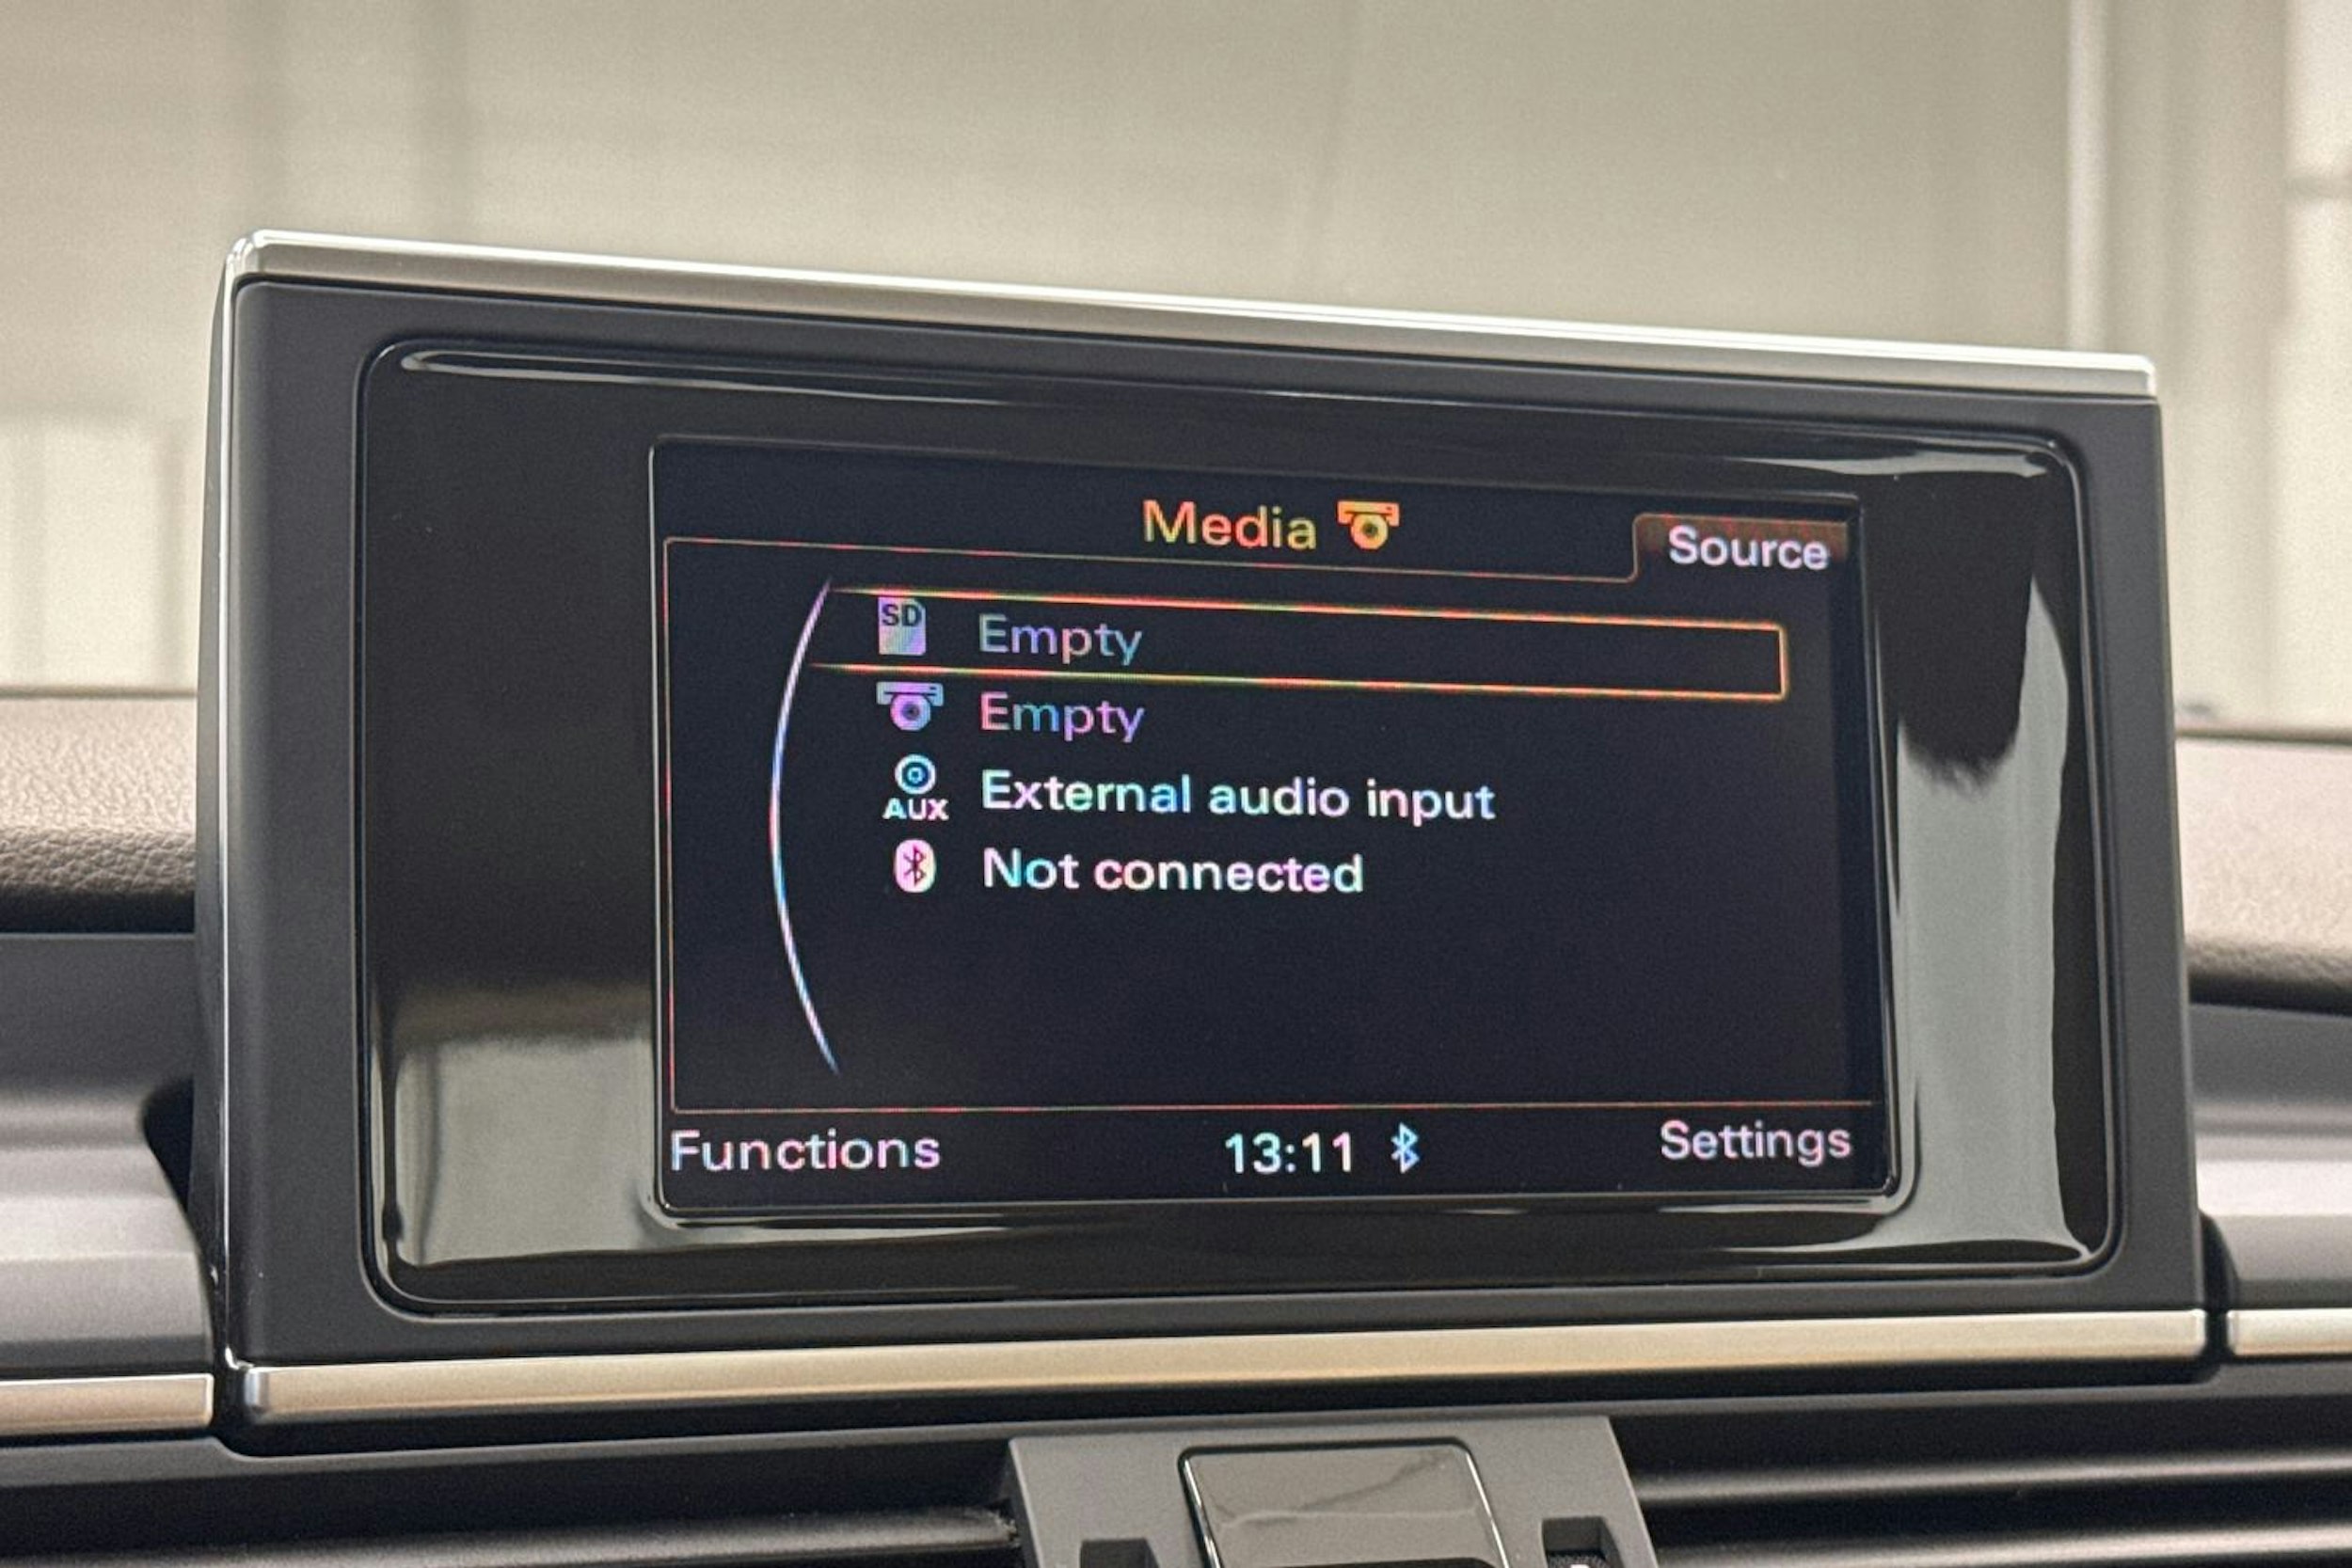 Media
Source
SD Empty
Empty
AUX External audio input
Not connected
Functions 13:11 Settings